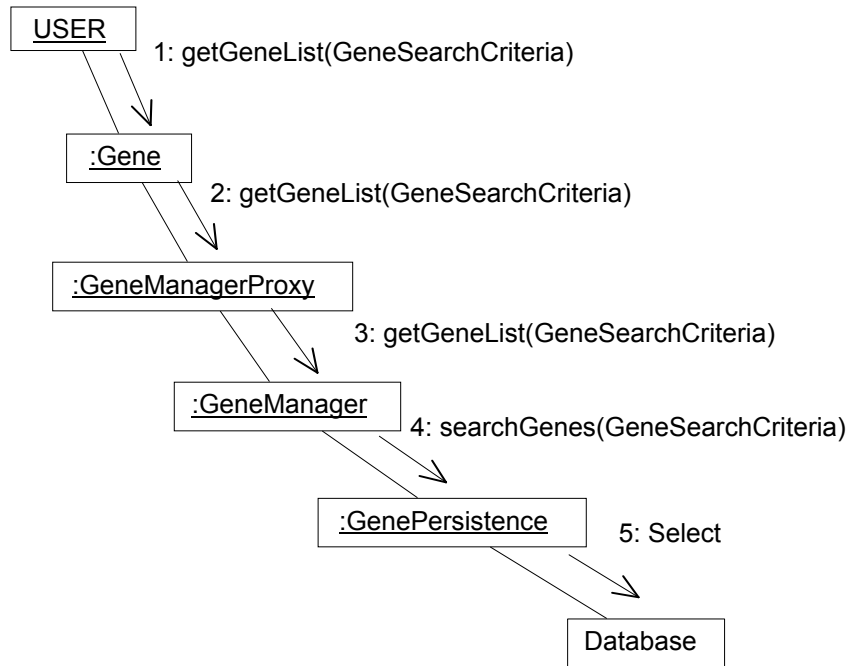 USER
1: getGeneList(GeneSearchCriteria)
:Gene
2: getGeneList(GeneSearchCriteria)
:GeneManagerProxy
3: getGeneList(GeneSearchCriteria)
:GeneManager
4: searchGenes(GeneSearchCriteria)
:GenePersistence
5: Select
Database